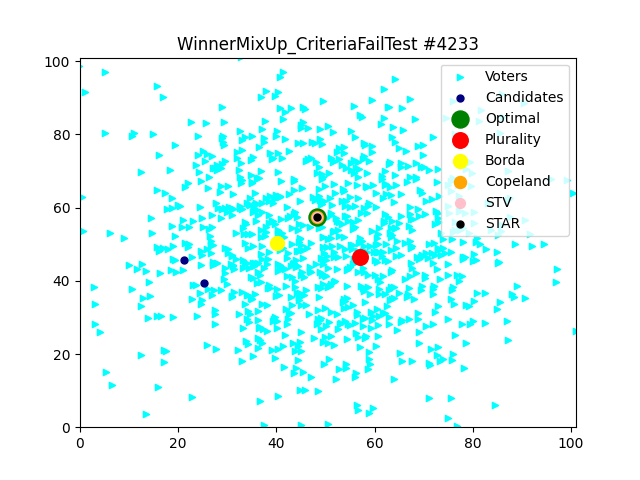 WinnerMixUp_CriteriaFailTest #4233
100
80
60
40
20
0
0 20 40 60 80 100
Voters
Candidates
Optimal
Plurality
Borda
Copeland
STV
STAR